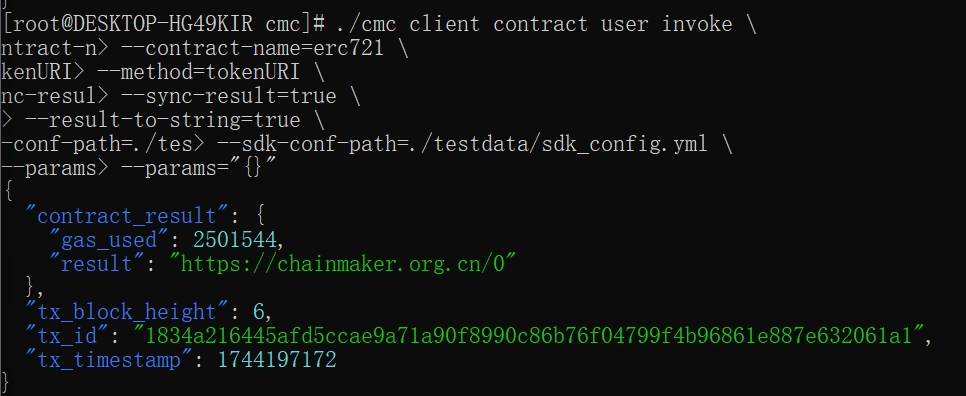 }
[root@DESKTOP-HG49KIR cmc]# ./cmc client contract user invoke \
ntract-n> --contract-name=erc721 \
kenURI> --method=tokenURI \
nc-resul> --sync-result=true \
> --result-to-string=true \
-conf-path=./tes> --sdk-conf-path=./testdata/sdk_config.yml \
--params> --params="{}"
{
  "contract_result": {
    "gas_used": 2501544,
    "result": "https://chainmaker.org.cn/0"
  },
  "tx_block_height": 6,
  "tx_id": "1834a216445afd5ccae9a71a90f8990c86b76f04799f4b96861e887e632061a1",
  "tx_timestamp": 1744197172
}